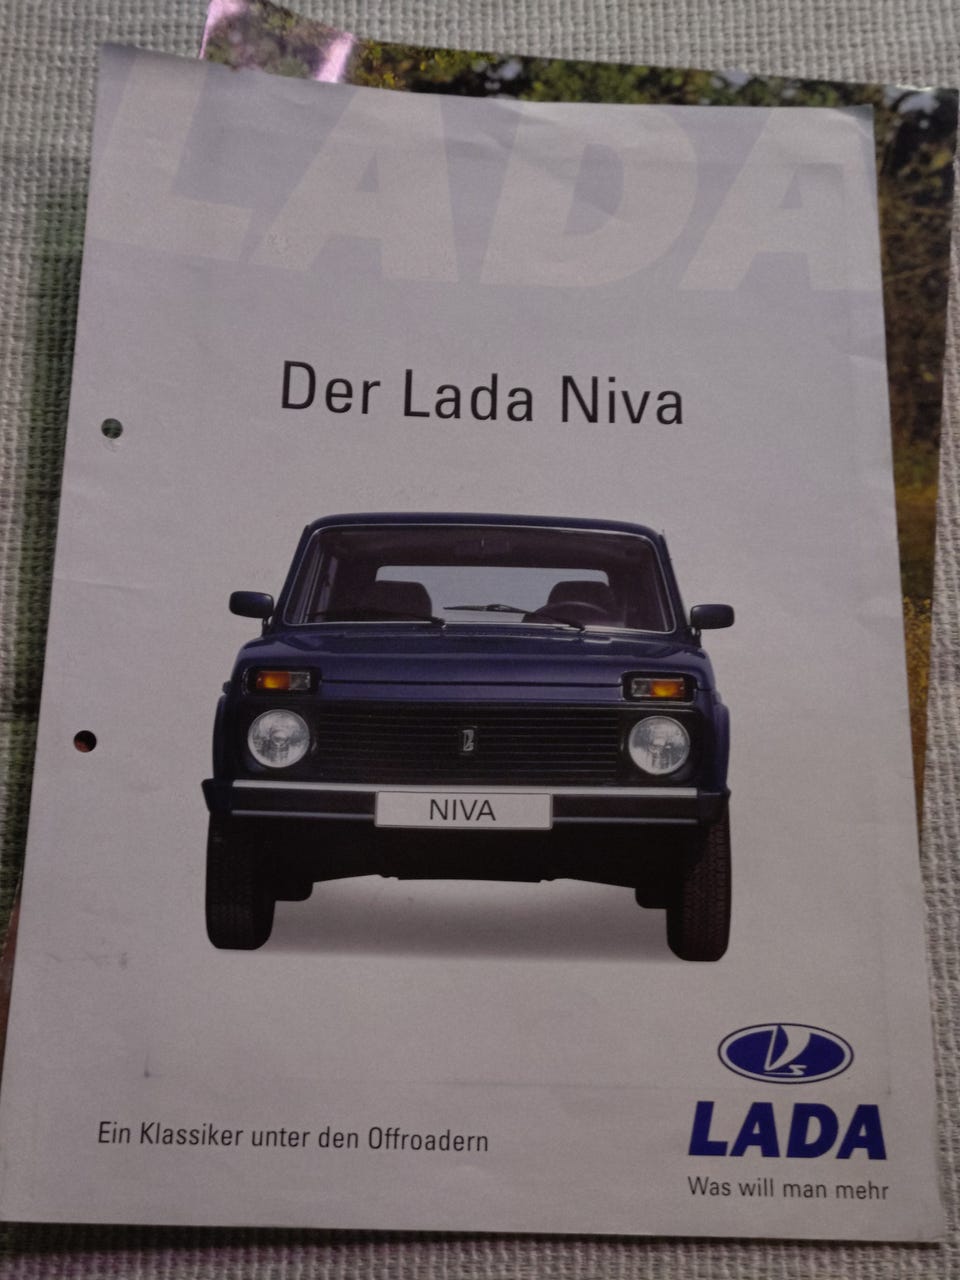 LADA
Der Lada Niva
NIVA
LADA
Ein Klassiker unter den Offroadern
Was will man mehr